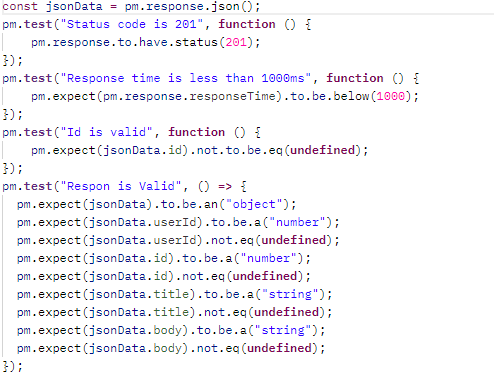 const jsonData = pm.response.json();
pm.test("Status code is 201", function () {
    pm.response.to.have.status(201);
});
pm.test("Response time is less than 1000ms", function () {
    pm.expect(pm.response.responseTime).to.be.below(1000);
});
pm.test("Id is valid", function () {
    pm.expect(jsonData.id).not.to.be.eq(undefined);
});
pm.test("Respon is Valid", () => {
  pm.expect(jsonData).to.be.an("object");
  pm.expect(jsonData.userId).to.be.a("number");
  pm.expect(jsonData.userId).not.eq(undefined);
  pm.expect(jsonData.id).to.be.a("number");
  pm.expect(jsonData.id).not.eq(undefined);
  pm.expect(jsonData.title).to.be.a("string");
  pm.expect(jsonData.title).not.eq(undefined);
  pm.expect(jsonData.body).to.be.a("string");
  pm.expect(jsonData.body).not.eq(undefined);
});